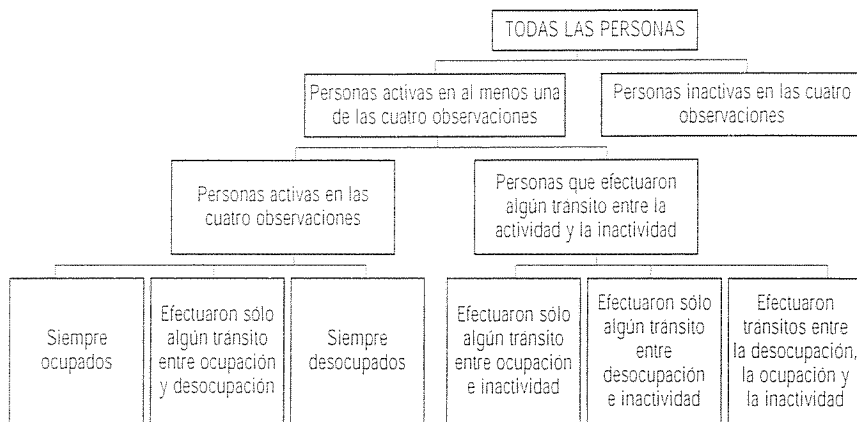 TODAS LAS PERSONAS
Personas activas en al menos una
de las cuatro observaciones
Personas inactivas en las cuatro
observaciones
Personas activas en las
cuatro observaciones
Personas que efectuaron
algún tránsito entre la
actividad y la inactividad
Siempre
ocupados
Efectuaron sólo
algún tránsito
entre ocupación
y desocupación
Siempre
desocupados
Efectuaron sólo
algún tránsito
entre ocupación
e inactividad
Efectuaron sólo
algún tránsito
entre
desocupación
e inactividad
Efectuaron
tránsitos entre
la desocupación,
la ocupación y
la inactividad